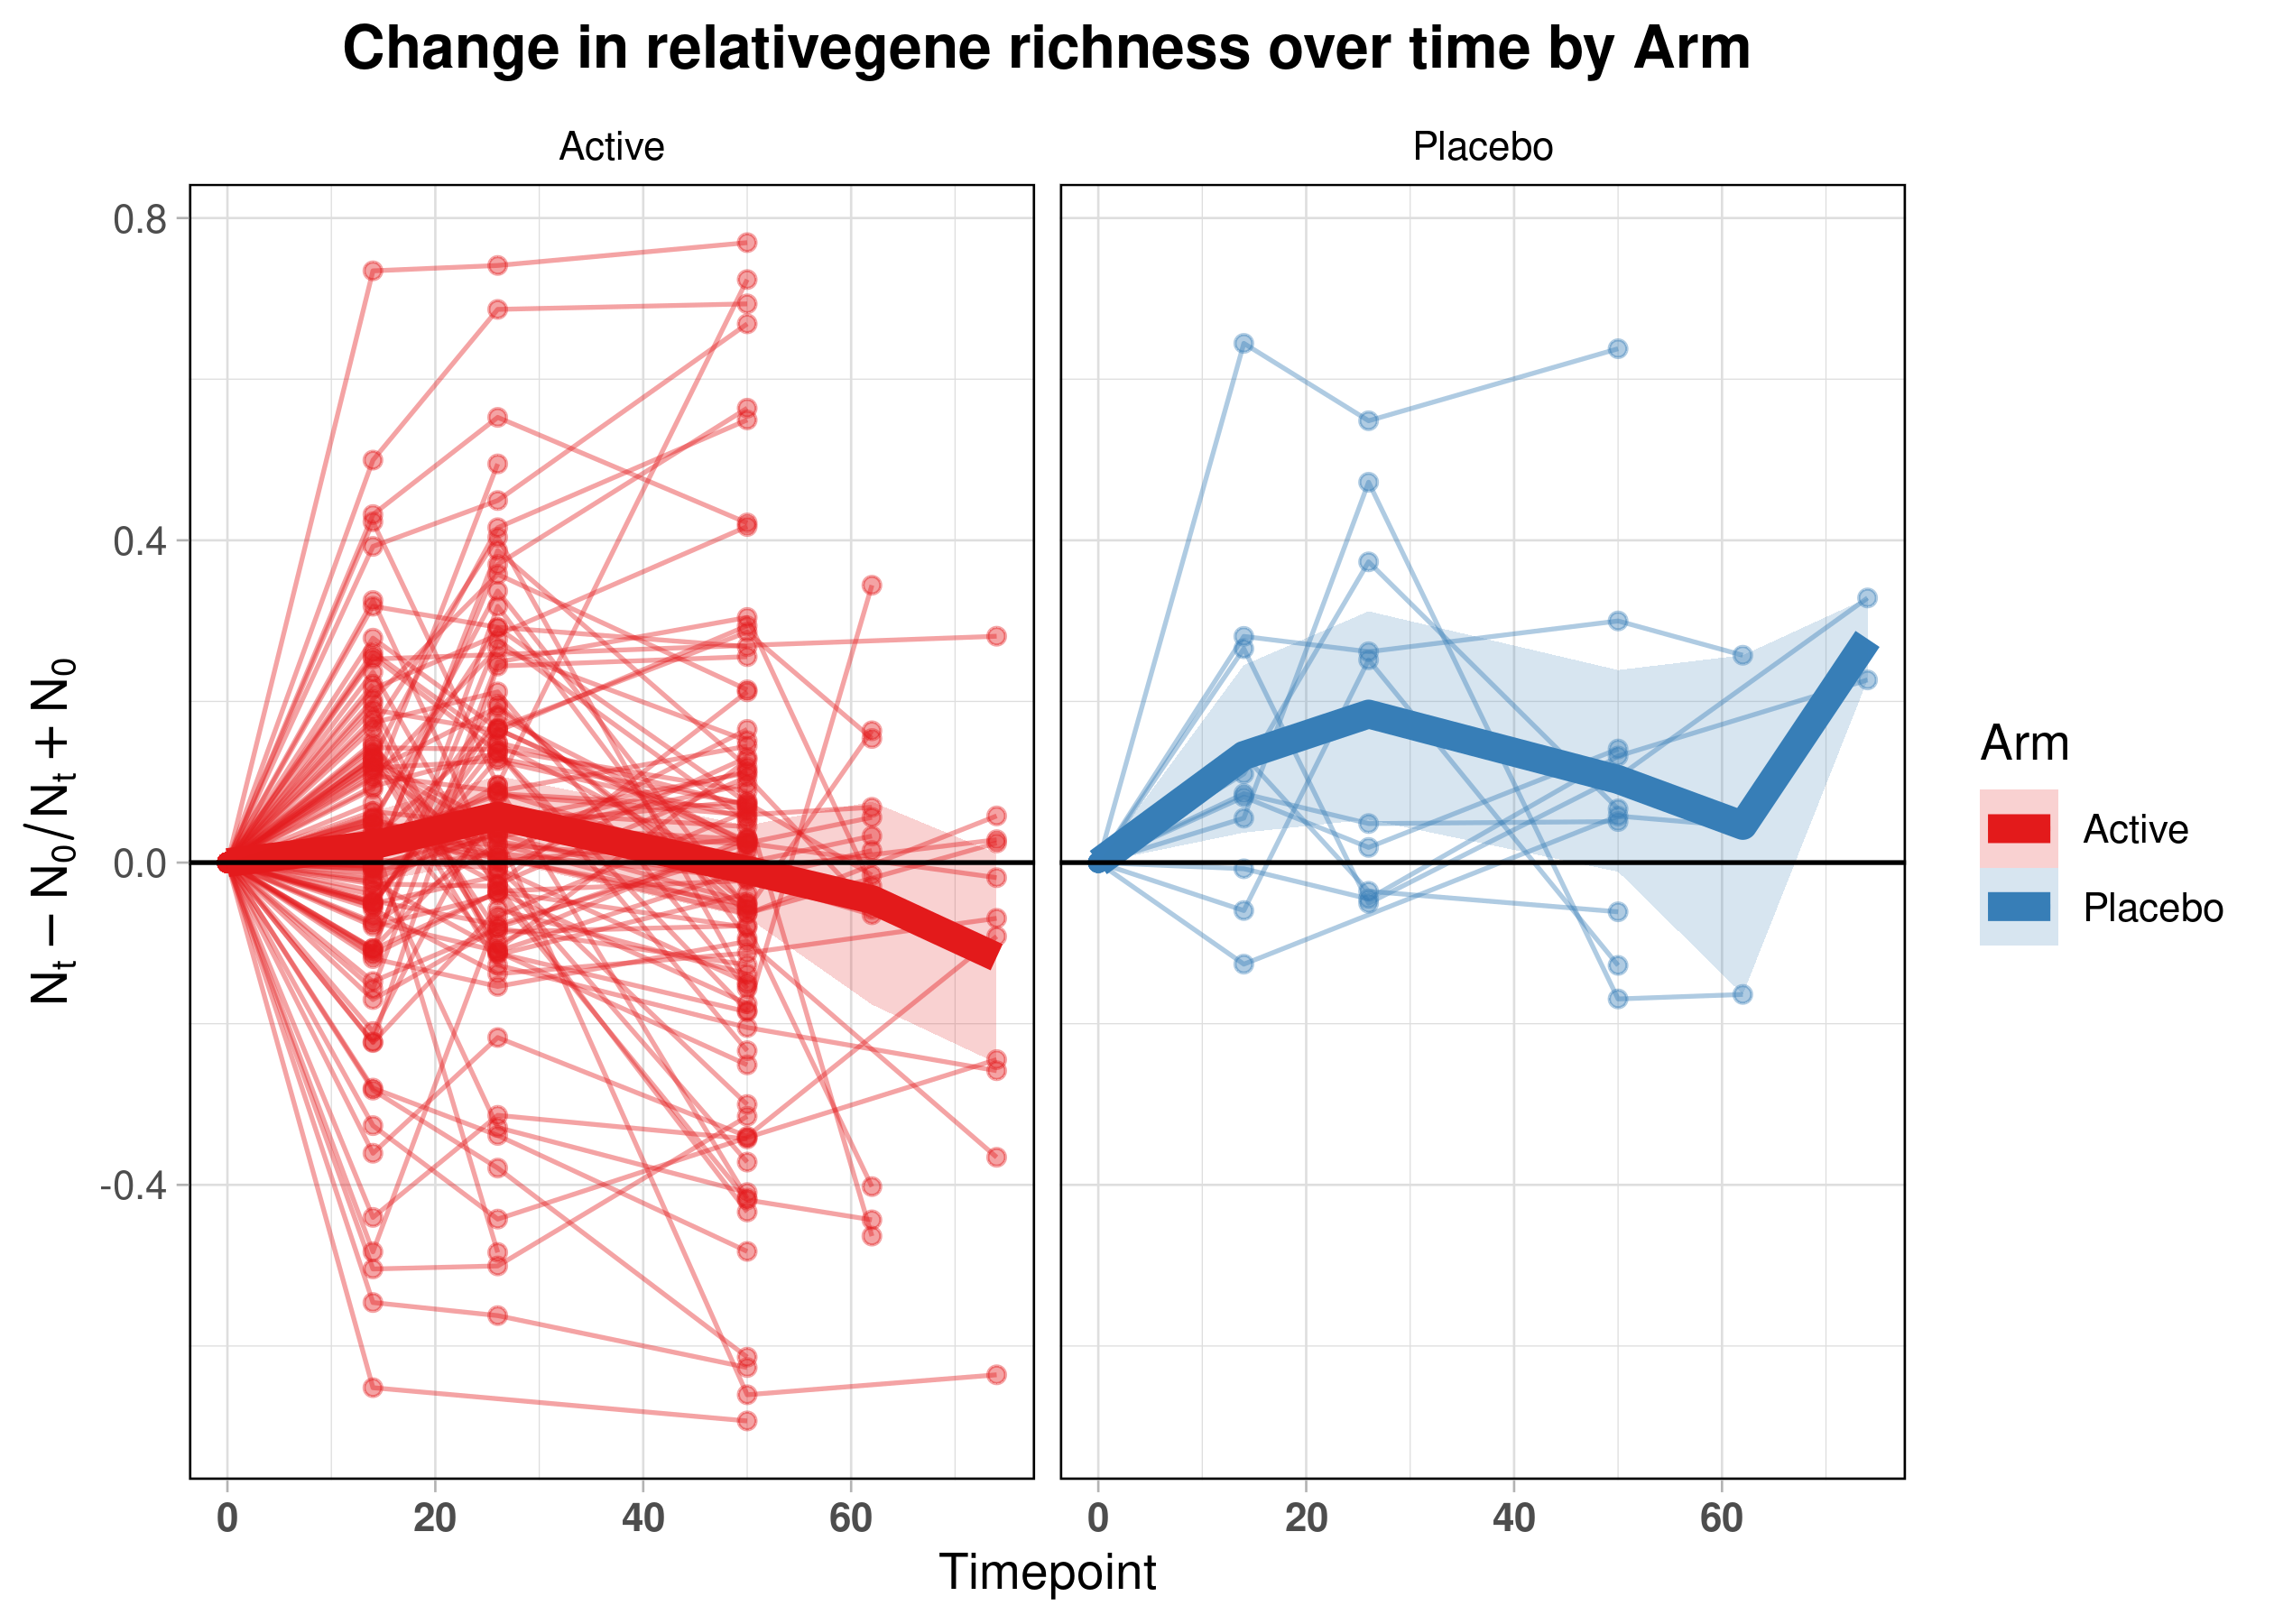 Change in relativegene richness over time by Arm
Active
Placebo
0.8
0.4
0.0
-0.4
Nₜ − N₀/Nₜ + N₀
0
20
40
60
0
20
40
60
Timepoint
Arm
Active
Placebo